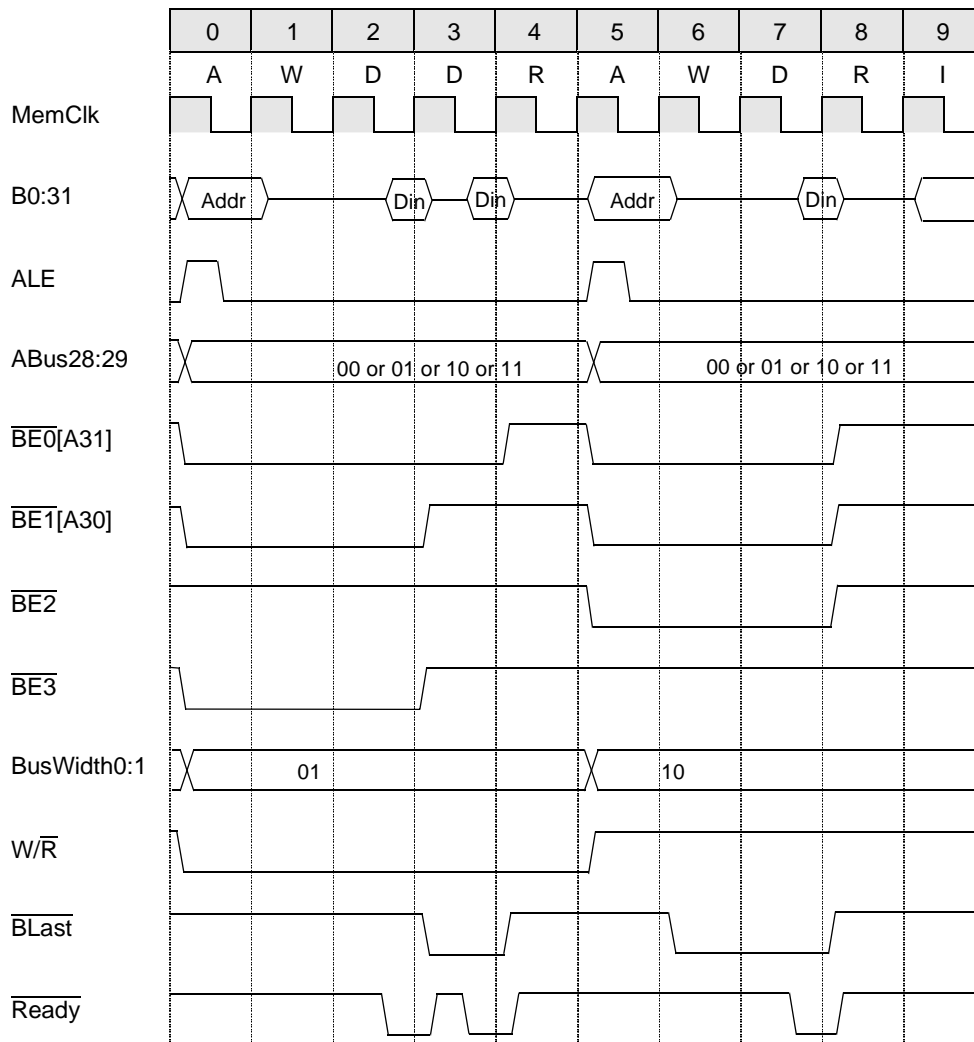 0 1 2 3 4 5 6 7 8 9
A W D D R A W D R I
MemClk
B0:31 Addr Din Din Addr Din
ALE
ABus28:29 00 or 01 or 10 or 11 00 or 01 or 10 or 11
BE0[A31]
BE1[A30]
BE2
BE3
BusWidth0:1 01 10
W/R
BLast
Ready